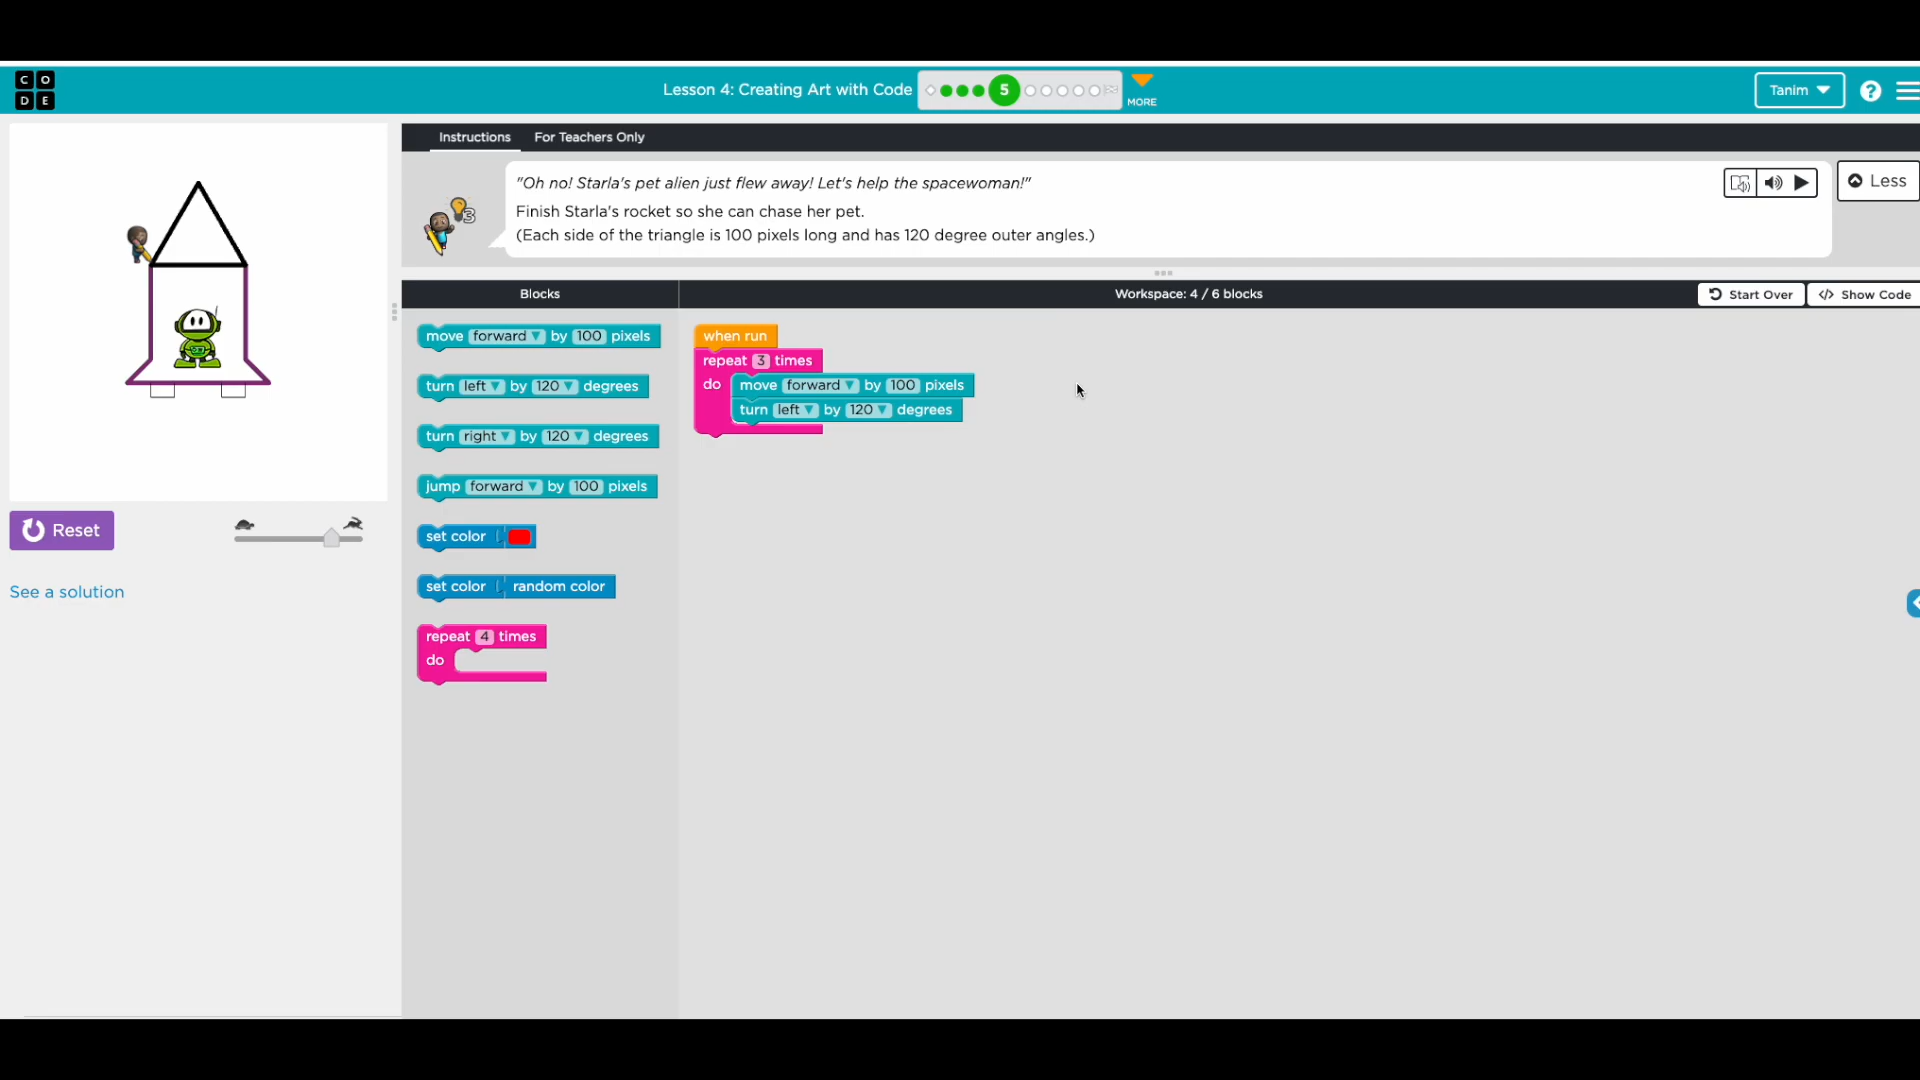 C O
D E
Lesson 4: Creating Art with Code
5
MORE
Tanim
?
Instructions
For Teachers Only
3
"Oh no! Starla's pet alien just flew away! Let's help the spacewoman!"
Finish Starla's rocket so she can chase her pet.
(Each side of the triangle is 100 pixels long and has 120 degree outer angles.)
Less
Blocks
Workspace: 4 / 6 blocks
Start Over
</> Show Code
move forward by 100 pixels
turn left by 120 degrees
turn right by 120 degrees
jump forward by 100 pixels
set color
set color random color
repeat 4 times
do
when run
repeat 3 times
do move forward by 100 pixels
turn left by 120 degrees
Reset
See a solution